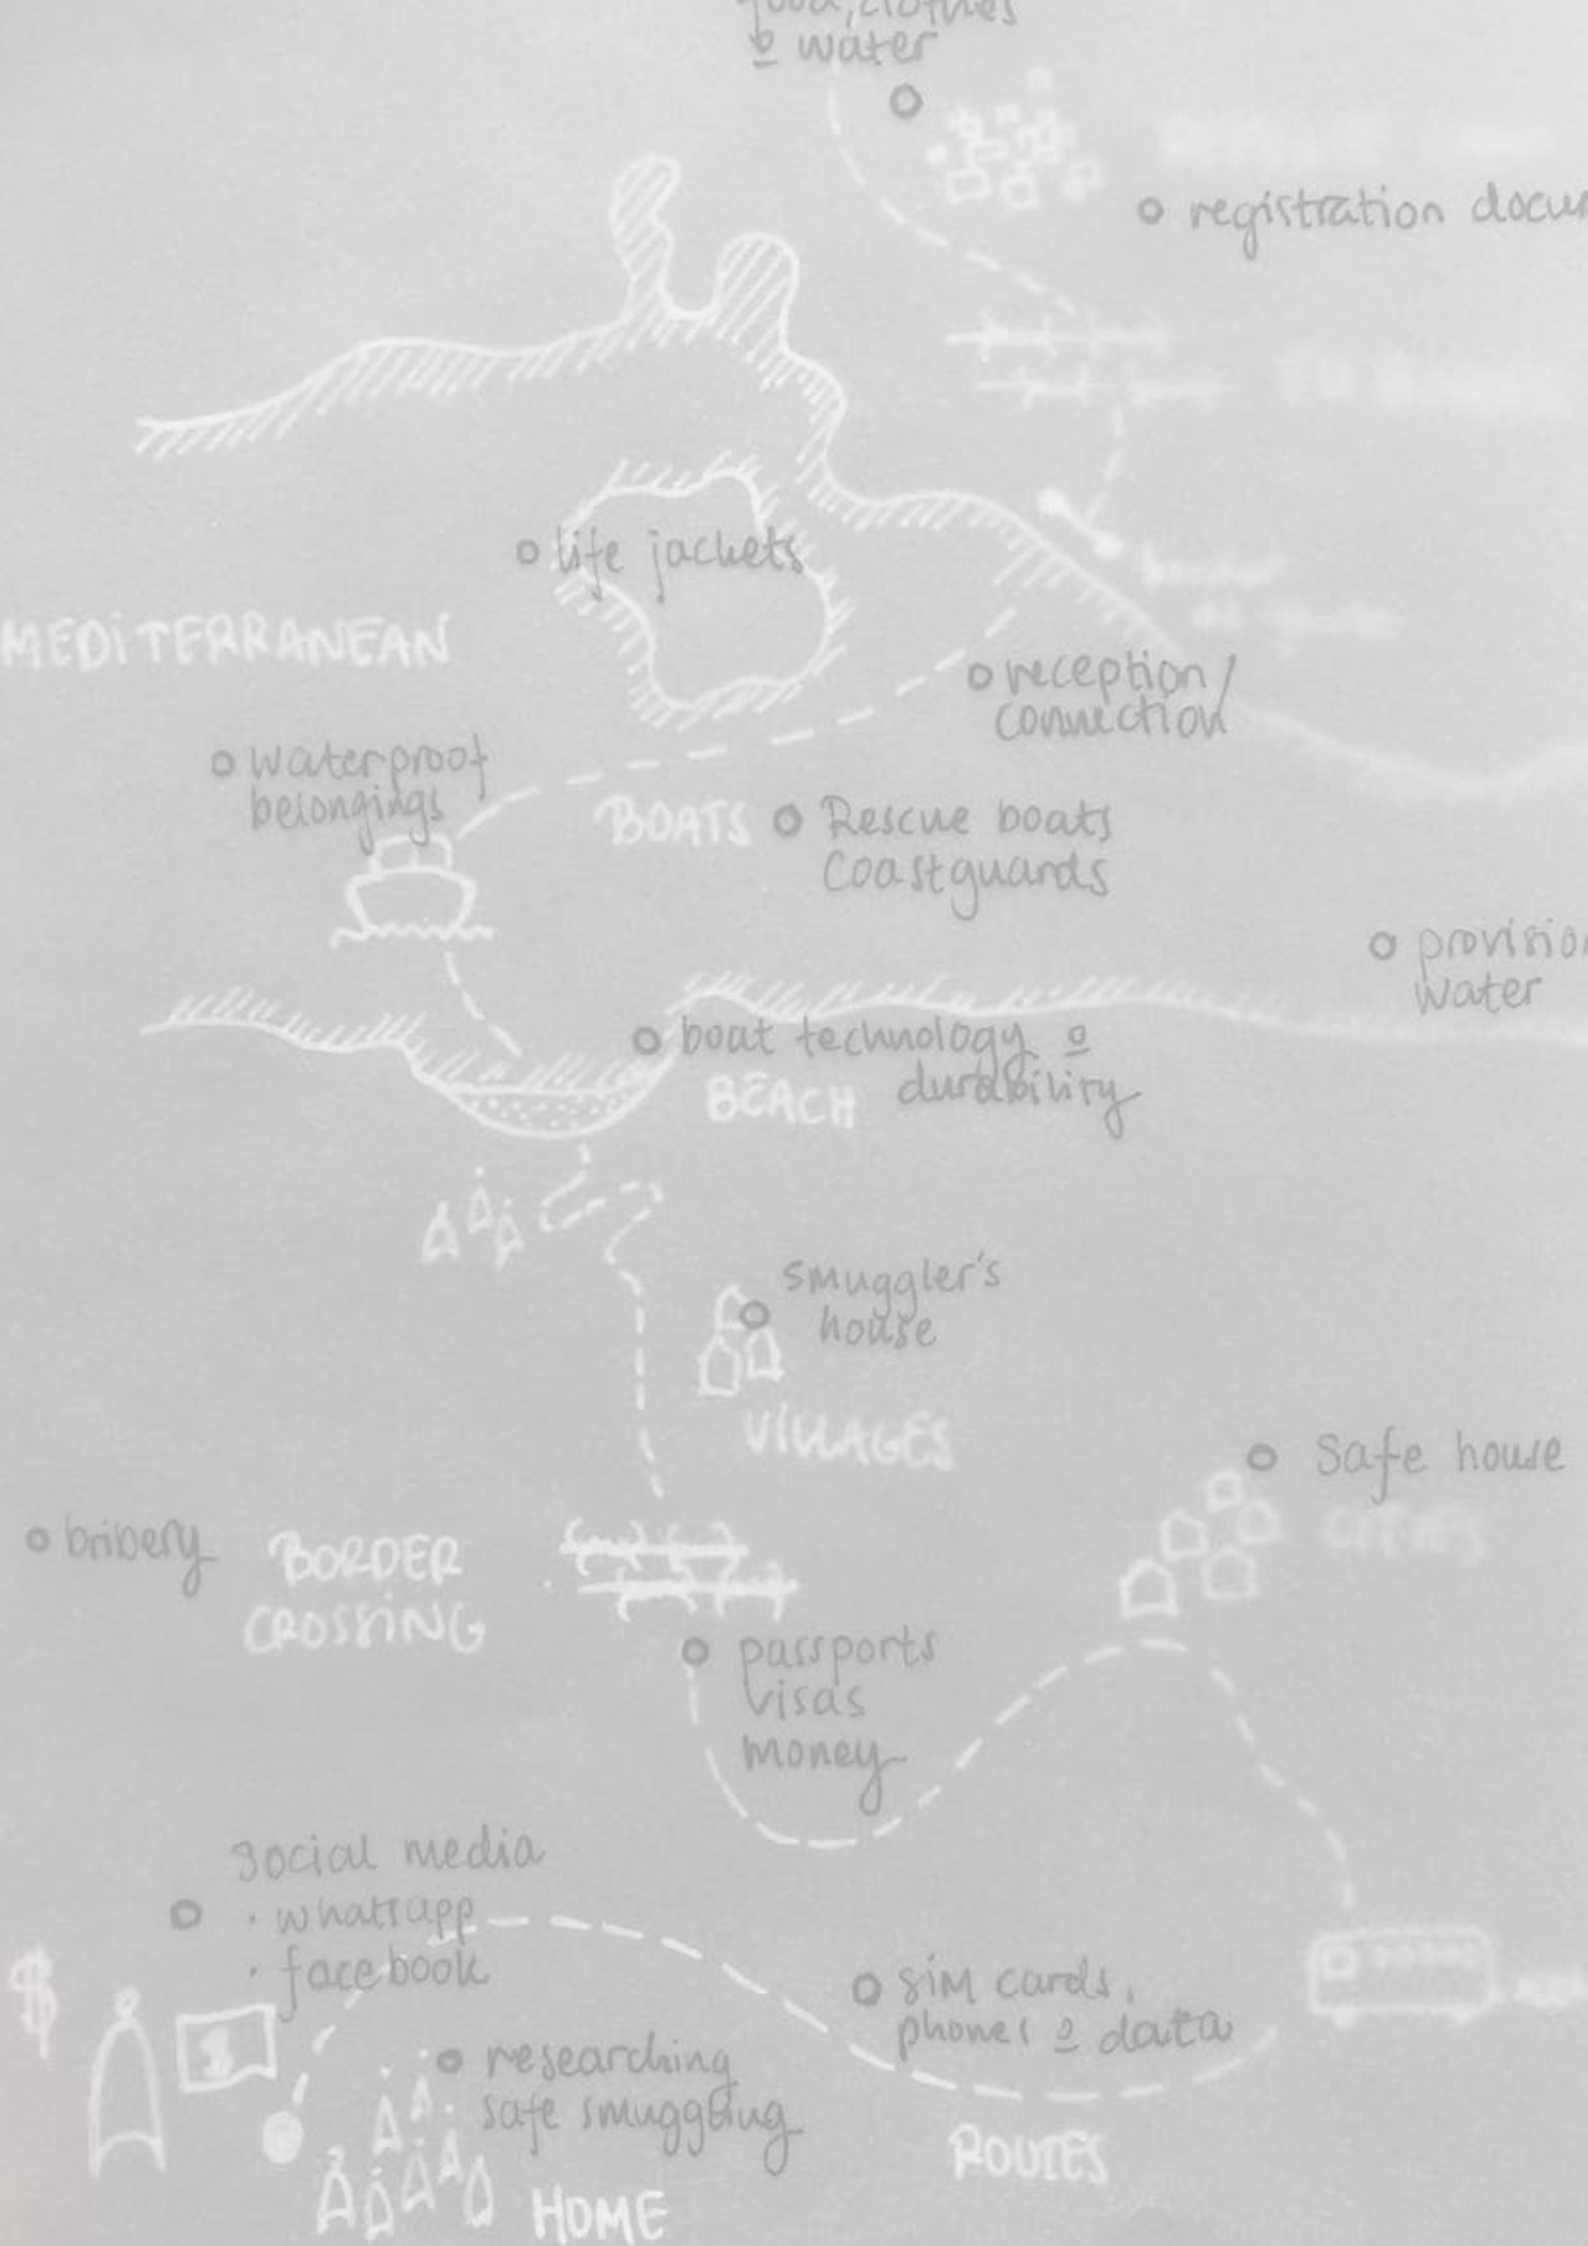 food, clothes
& water
registration docum
life jackets
MEDITERRANEAN
reception/
connection
waterproof
belongings
BOATS
Rescue boats
Coastguards
provision
water
boat technology &
durability
BEACH
smuggler's
house
VILLAGES
Safe house
CITIES
bribery
BORDER
CROSSING
passports
visas
money
social media
· whatsapp
· facebook
$
$
sim cards,
phones & data
researching
safe smuggling
ROUTES
HOME